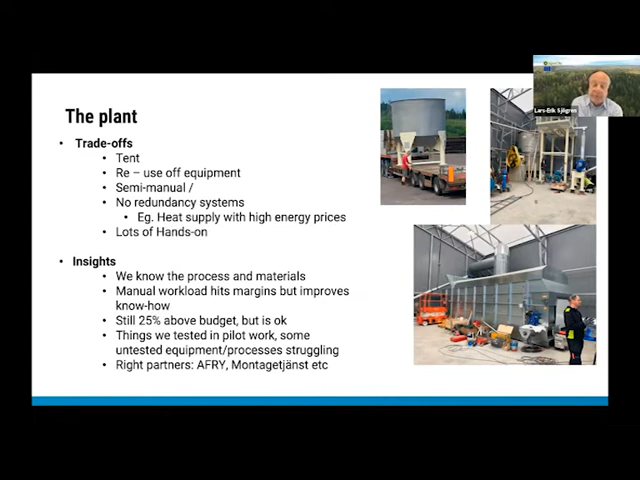 Lars-Erik Sjögren
The plant
• Trade-offs
• Tent
• Re – use off equipment
• Semi-manual /
• No redundancy systems
• Eg. Heat supply with high energy prices
• Lots of Hands-on
• Insights
• We know the process and materials
• Manual workload hits margins but improves
know-how
• Still 25% above budget, but is ok
• Things we tested in pilot work, some
untested equipment/processes struggling
• Right partners: AFRY, Montagetjänst etc